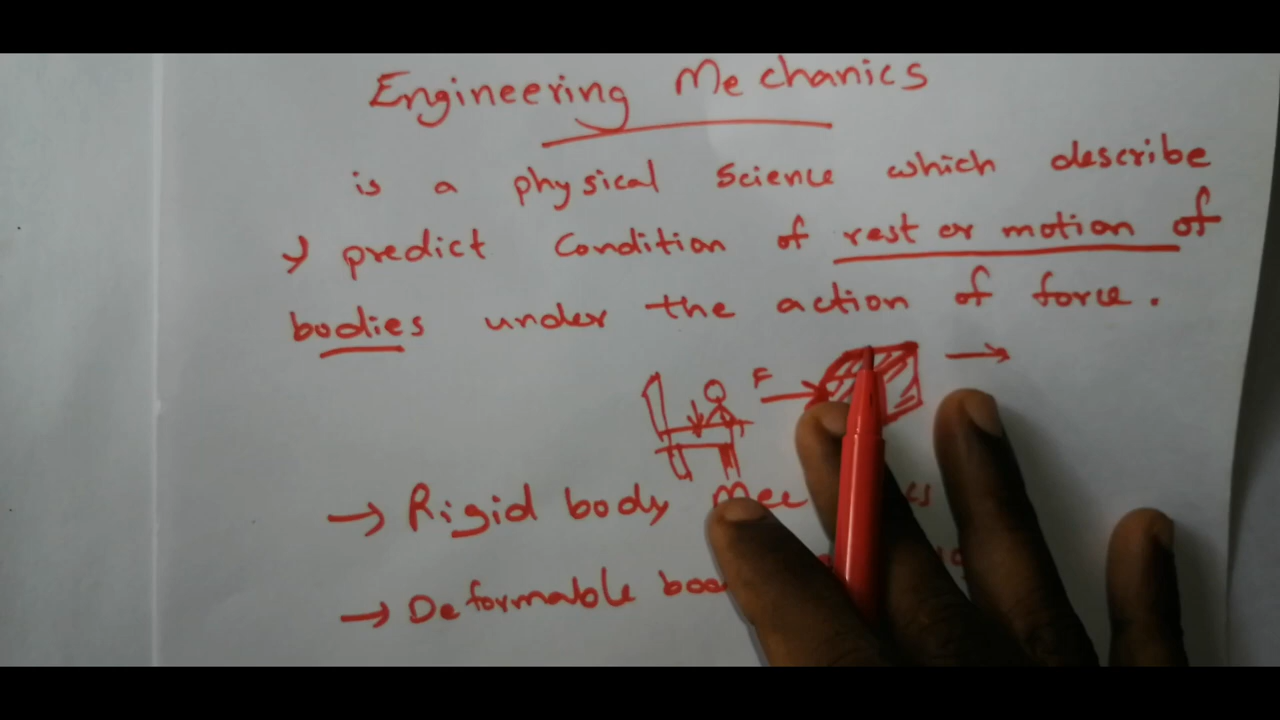 Engineering Mechanics
is a physical science which describe
predict condition of rest or motion of
bodies under the action of force.
F
→ Rigid body
→ Deformable